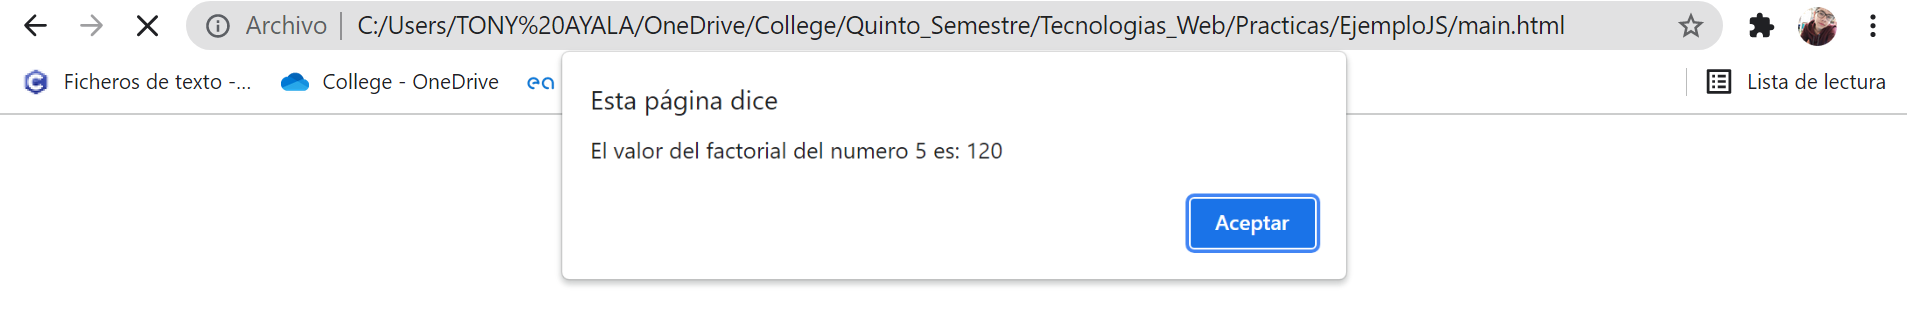 Archivo | C:/Users/TONY%20AYALA/OneDrive/College/Quinto_Semestre/Tecnologias_Web/Practicas/EjemploJS/main.html
Ficheros de texto -... College - OneDrive ea Lista de lectura
Esta página dice
El valor del factorial del numero 5 es: 120
Aceptar